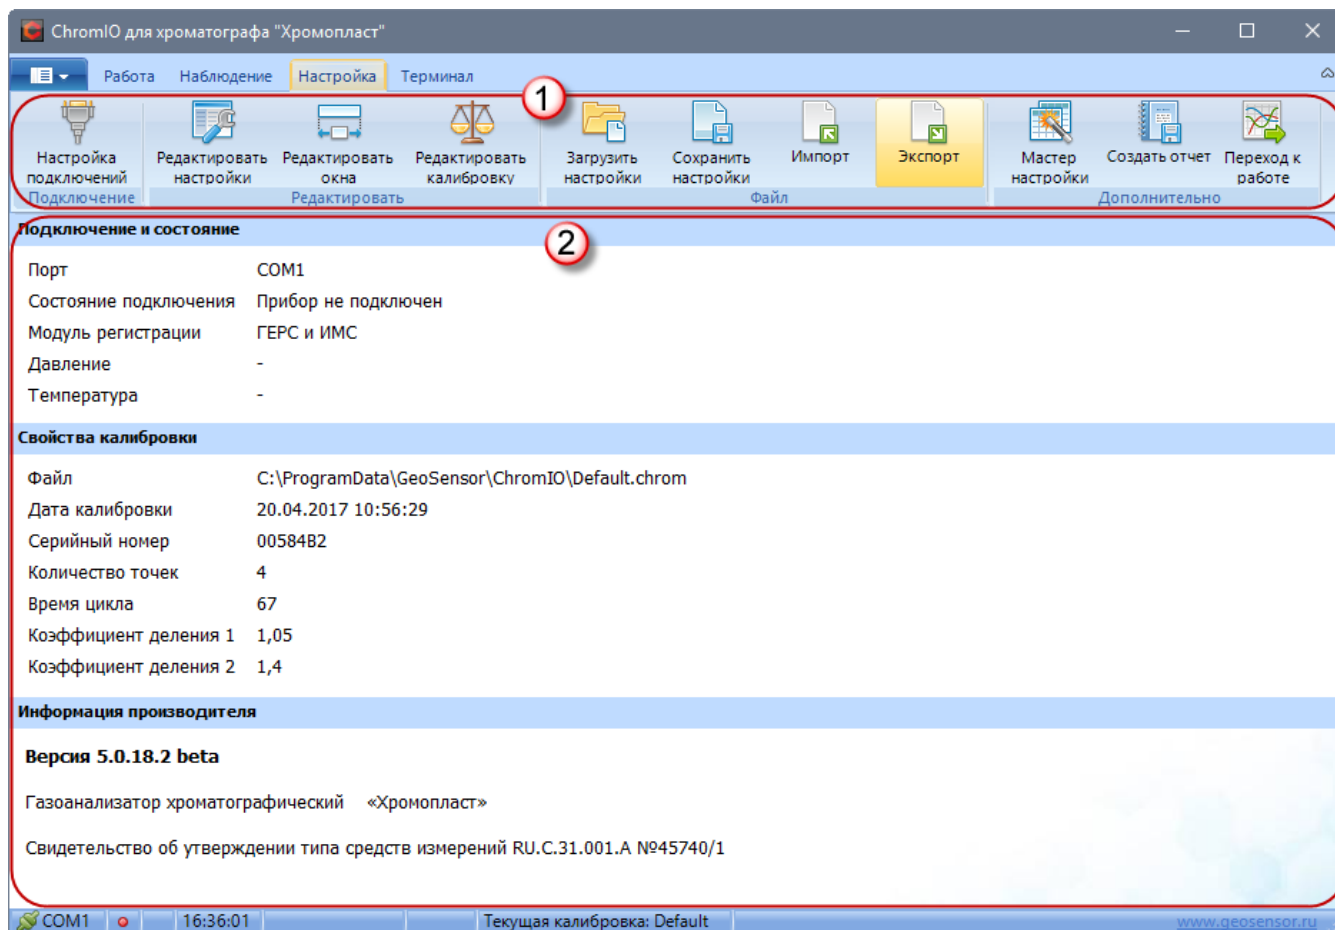 ChromIO для хроматографа "Хромопласт"
Работа Наблюдение Настройка Терминал
1
Настройка подключений
Редактировать настройки
Редактировать окна
Редактировать калибровку
Загрузить настройки
Сохранить настройки
Импорт
Экспорт
Мастер настройки
Создать отчет
Переход к работе
Подключение Редактировать Файл Дополнительно
Подключение и состояние
2
Порт COM1
Состояние подключения Прибор не подключен
Модуль регистрации ГЕРС и ИМС
Давление -
Температура -
Свойства калибровки
Файл C:\ProgramData\GeoSensor\ChromIO\Default.chrom
Дата калибровки 20.04.2017 10:56:29
Серийный номер 00584B2
Количество точек 4
Время цикла 67
Коэффициент деления 1 1,05
Коэффициент деления 2 1,4
Информация производителя
Версия 5.0.18.2 beta
Газоанализатор хроматографический «Хромопласт»
Свидетельство об утверждении типа средств измерений RU.C.31.001.A №45740/1
COM1 16:36:01 Текущая калибровка: Default www.geosensor.ru